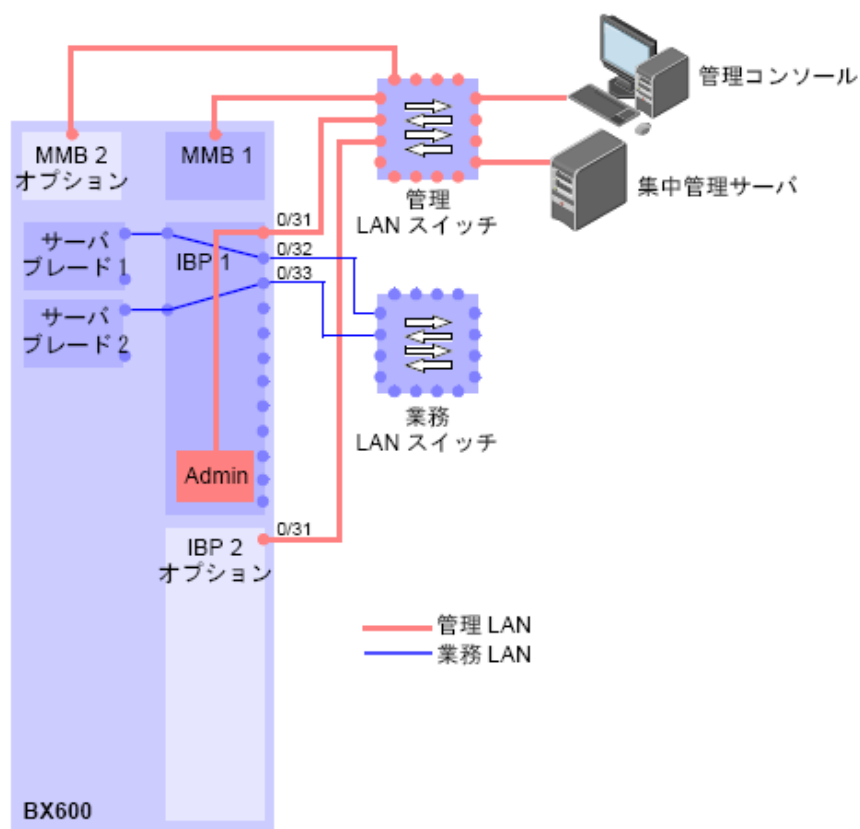 管理コンソール
MMB 2
オプション
MMB 1
集中管理サーバ
管理
LAN スイッチ
0/31
サーバ
ブレード 1
IBP 1
0/32
0/33
サーバ
ブレード 2
業務
LAN スイッチ
Admin
0/31
IBP 2
オプション
管理 LAN
業務 LAN
BX600